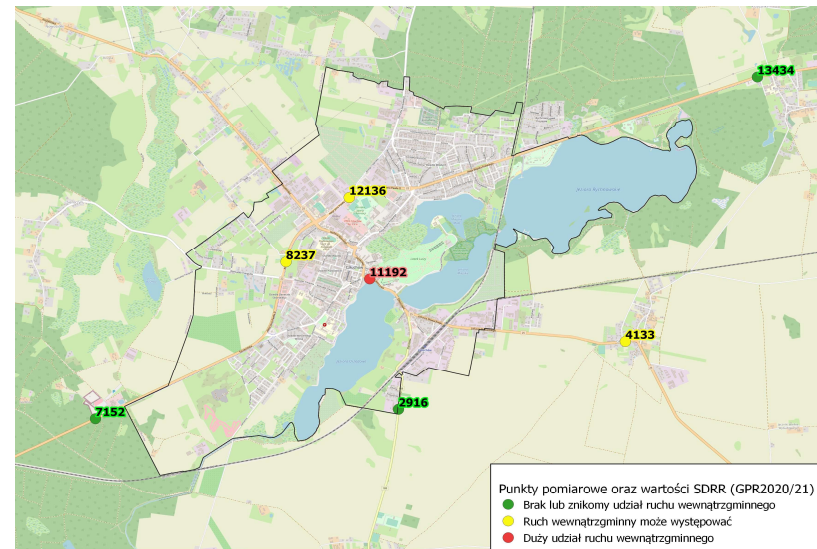 13434
12136
8237
11192
4133
2916
7152
Punkty pomiarowe oraz wartości SDRR (GPR2020/21)
Brak lub znikomy udział ruchu wewnątrzgminnego
Ruch wewnątrzgminny może występować
Duży udział ruchu wewnątrzgminnego